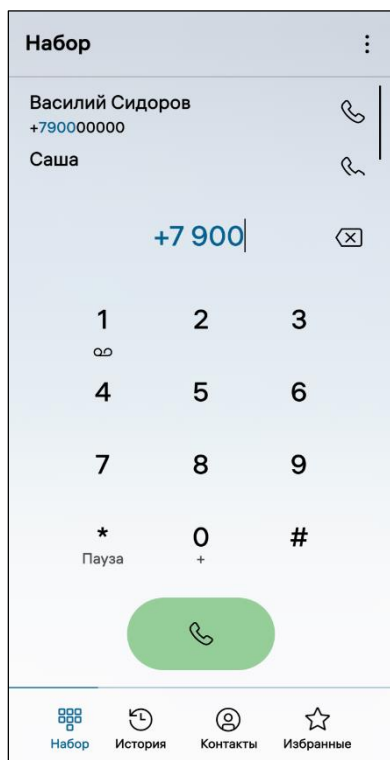 Набор
Василий Сидоров
+790000000
Саша
+7 900
1 2 3
4 5 6
7 8 9
* 0 #
Пауза +
Набор История Контакты Избранные